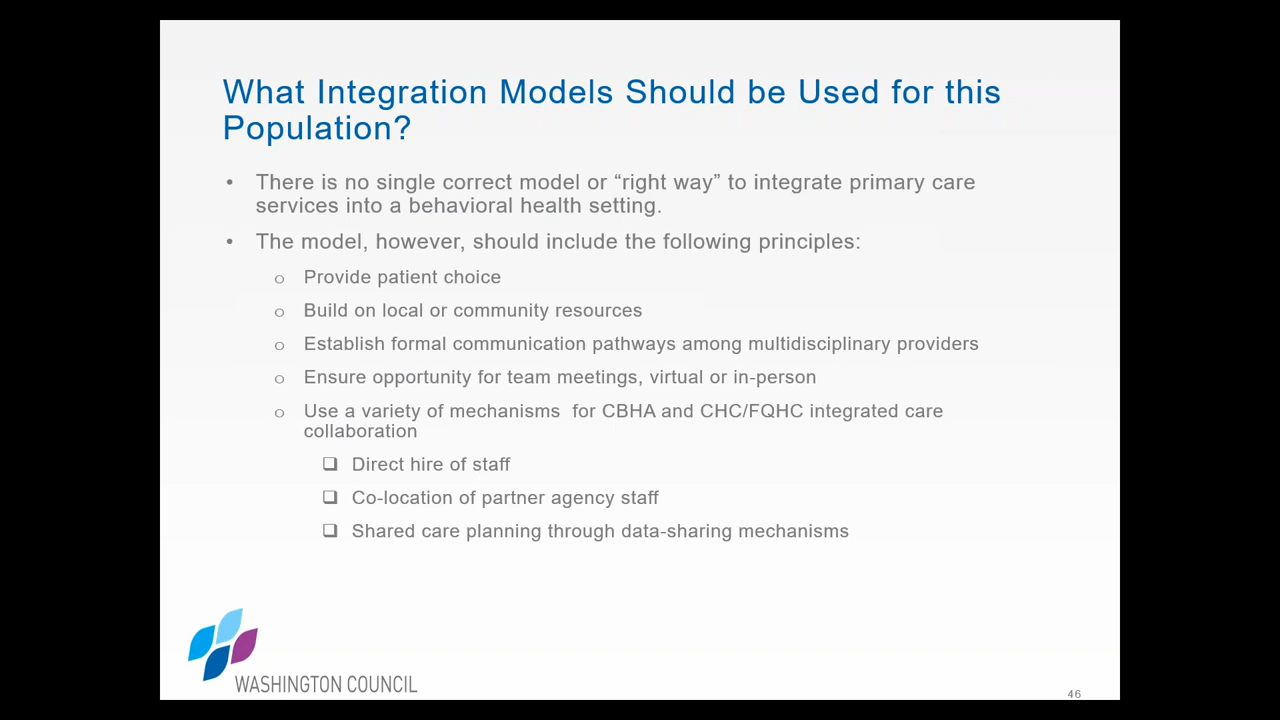 What Integration Models Should be Used for this
Population?
• There is no single correct model or “right way” to integrate primary care
services into a behavioral health setting.
• The model, however, should include the following principles:
o Provide patient choice
o Build on local or community resources
o Establish formal communication pathways among multidisciplinary providers
o Ensure opportunity for team meetings, virtual or in-person
o Use a variety of mechanisms  for CBHA and CHC/FQHC integrated care
collaboration
❑ Direct hire of staff
❑ Co-location of partner agency staff
❑ Shared care planning through data-sharing mechanisms
WASHINGTON COUNCIL
46